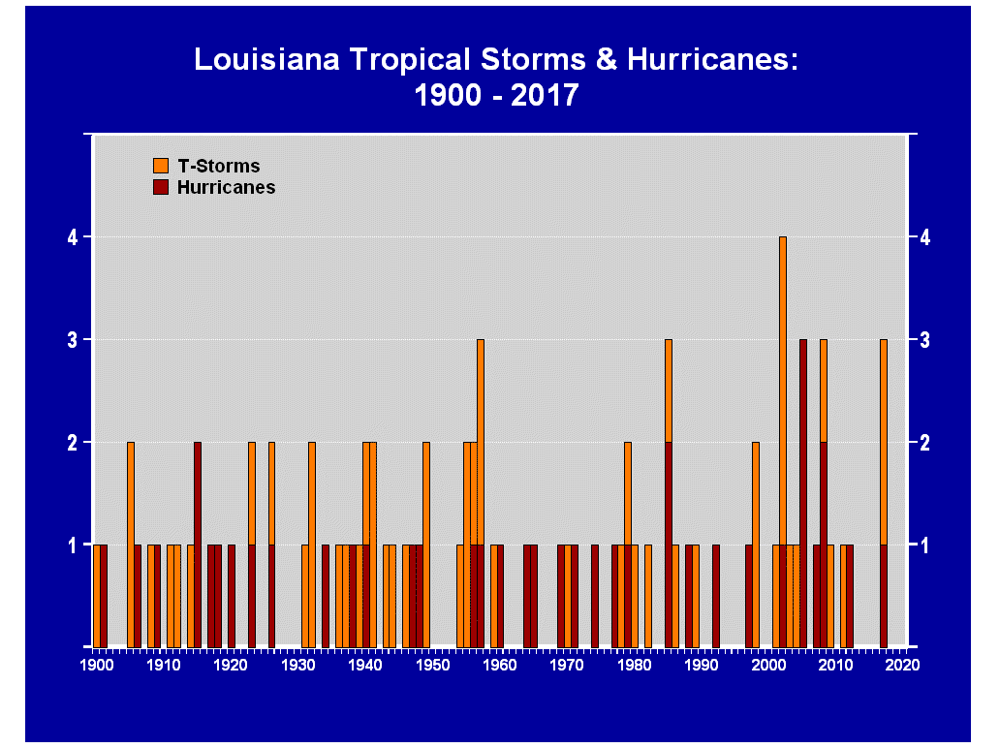 Louisiana Tropical Storms & Hurricanes:
1900 - 2017
T-Storms
Hurricanes
4 4
3 3
2 2
1 1
1900 1910 1920 1930 1940 1950 1960 1970 1980 1990 2000 2010 2020